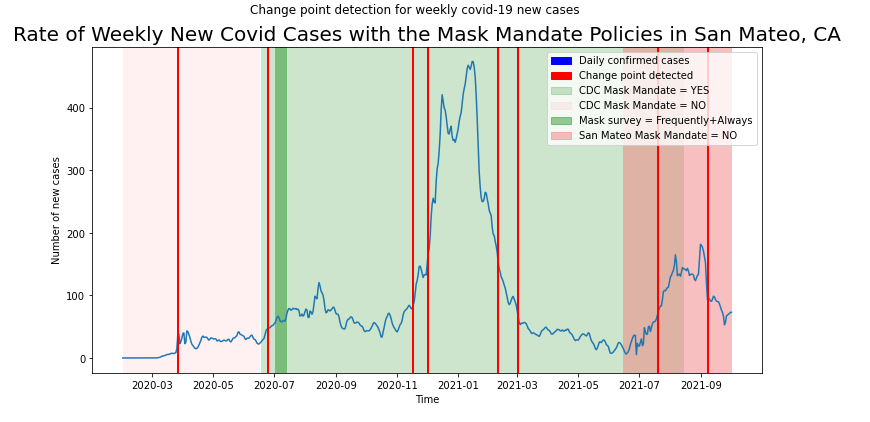 Change point detection for weekly covid-19 new cases
Rate of Weekly New Covid Cases with the Mask Mandate Policies in San Mateo, CA
Daily confirmed cases
Change point detected
CDC Mask Mandate = YES
CDC Mask Mandate = NO
Mask survey = Frequently+Always
San Mateo Mask Mandate = NO
Number of new cases
400
300
200
100
0
2020-03 2020-05 2020-07 2020-09 2020-11 2021-01 2021-03 2021-05 2021-07 2021-09
Time